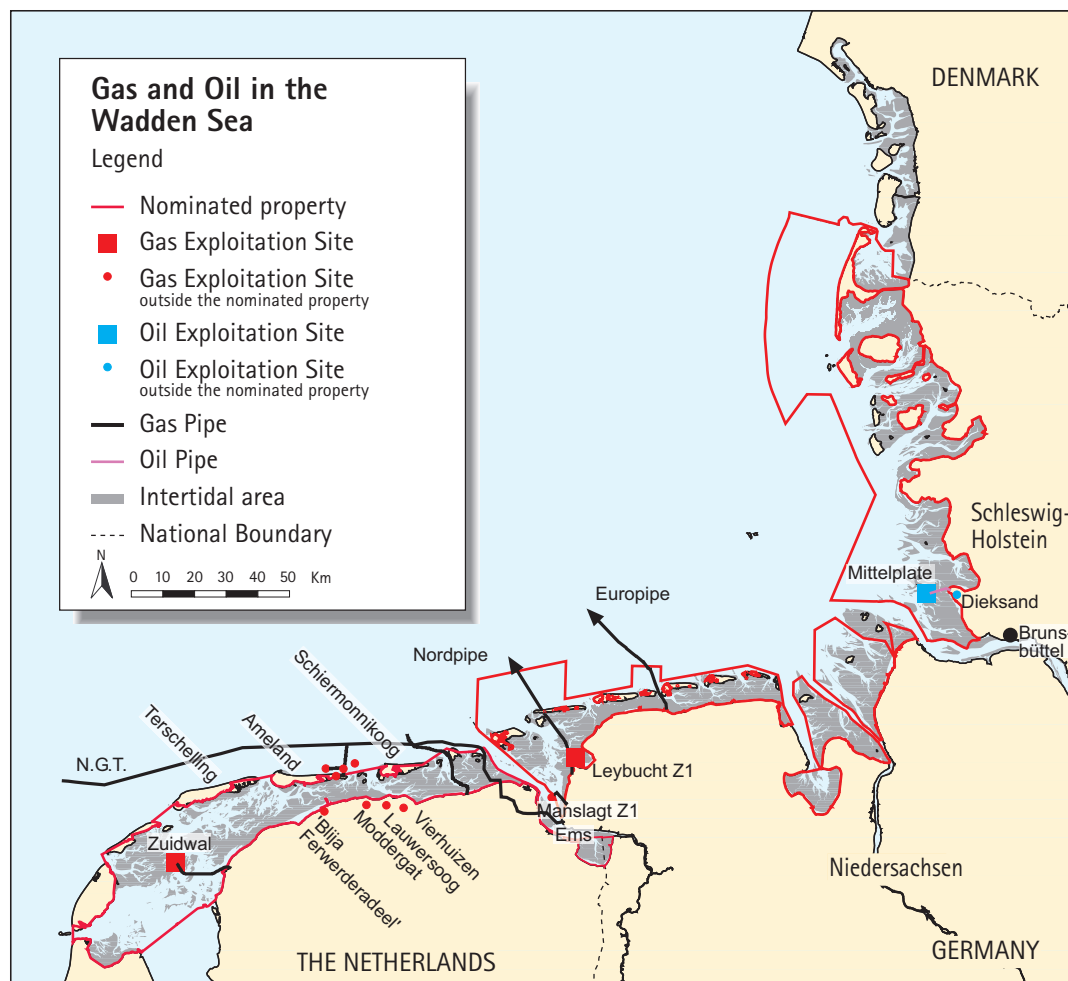 Gas and Oil in the
Wadden Sea
Legend
Nominated property
Gas Exploitation Site
Gas Exploitation Site
outside the nominated property
Oil Exploitation Site
Oil Exploitation Site
outside the nominated property
Gas Pipe
Oil Pipe
Intertidal area
National Boundary
N
0 10 20 30 40 50 Km
DENMARK
Schleswig-
Holstein
Mittelplate
Dieksand
Bruns-
büttel
Europipe
Nordpipe
Schiermonnikoog
Ameland
Terschelling
N.G.T.
Leybucht Z1
Manslagt Z1
Ems
Zuidwal
Vierhuizen
Lauwersoog
Moddergat
'Blija
Ferwerderadeel'
Niedersachsen
THE NETHERLANDS
GERMANY